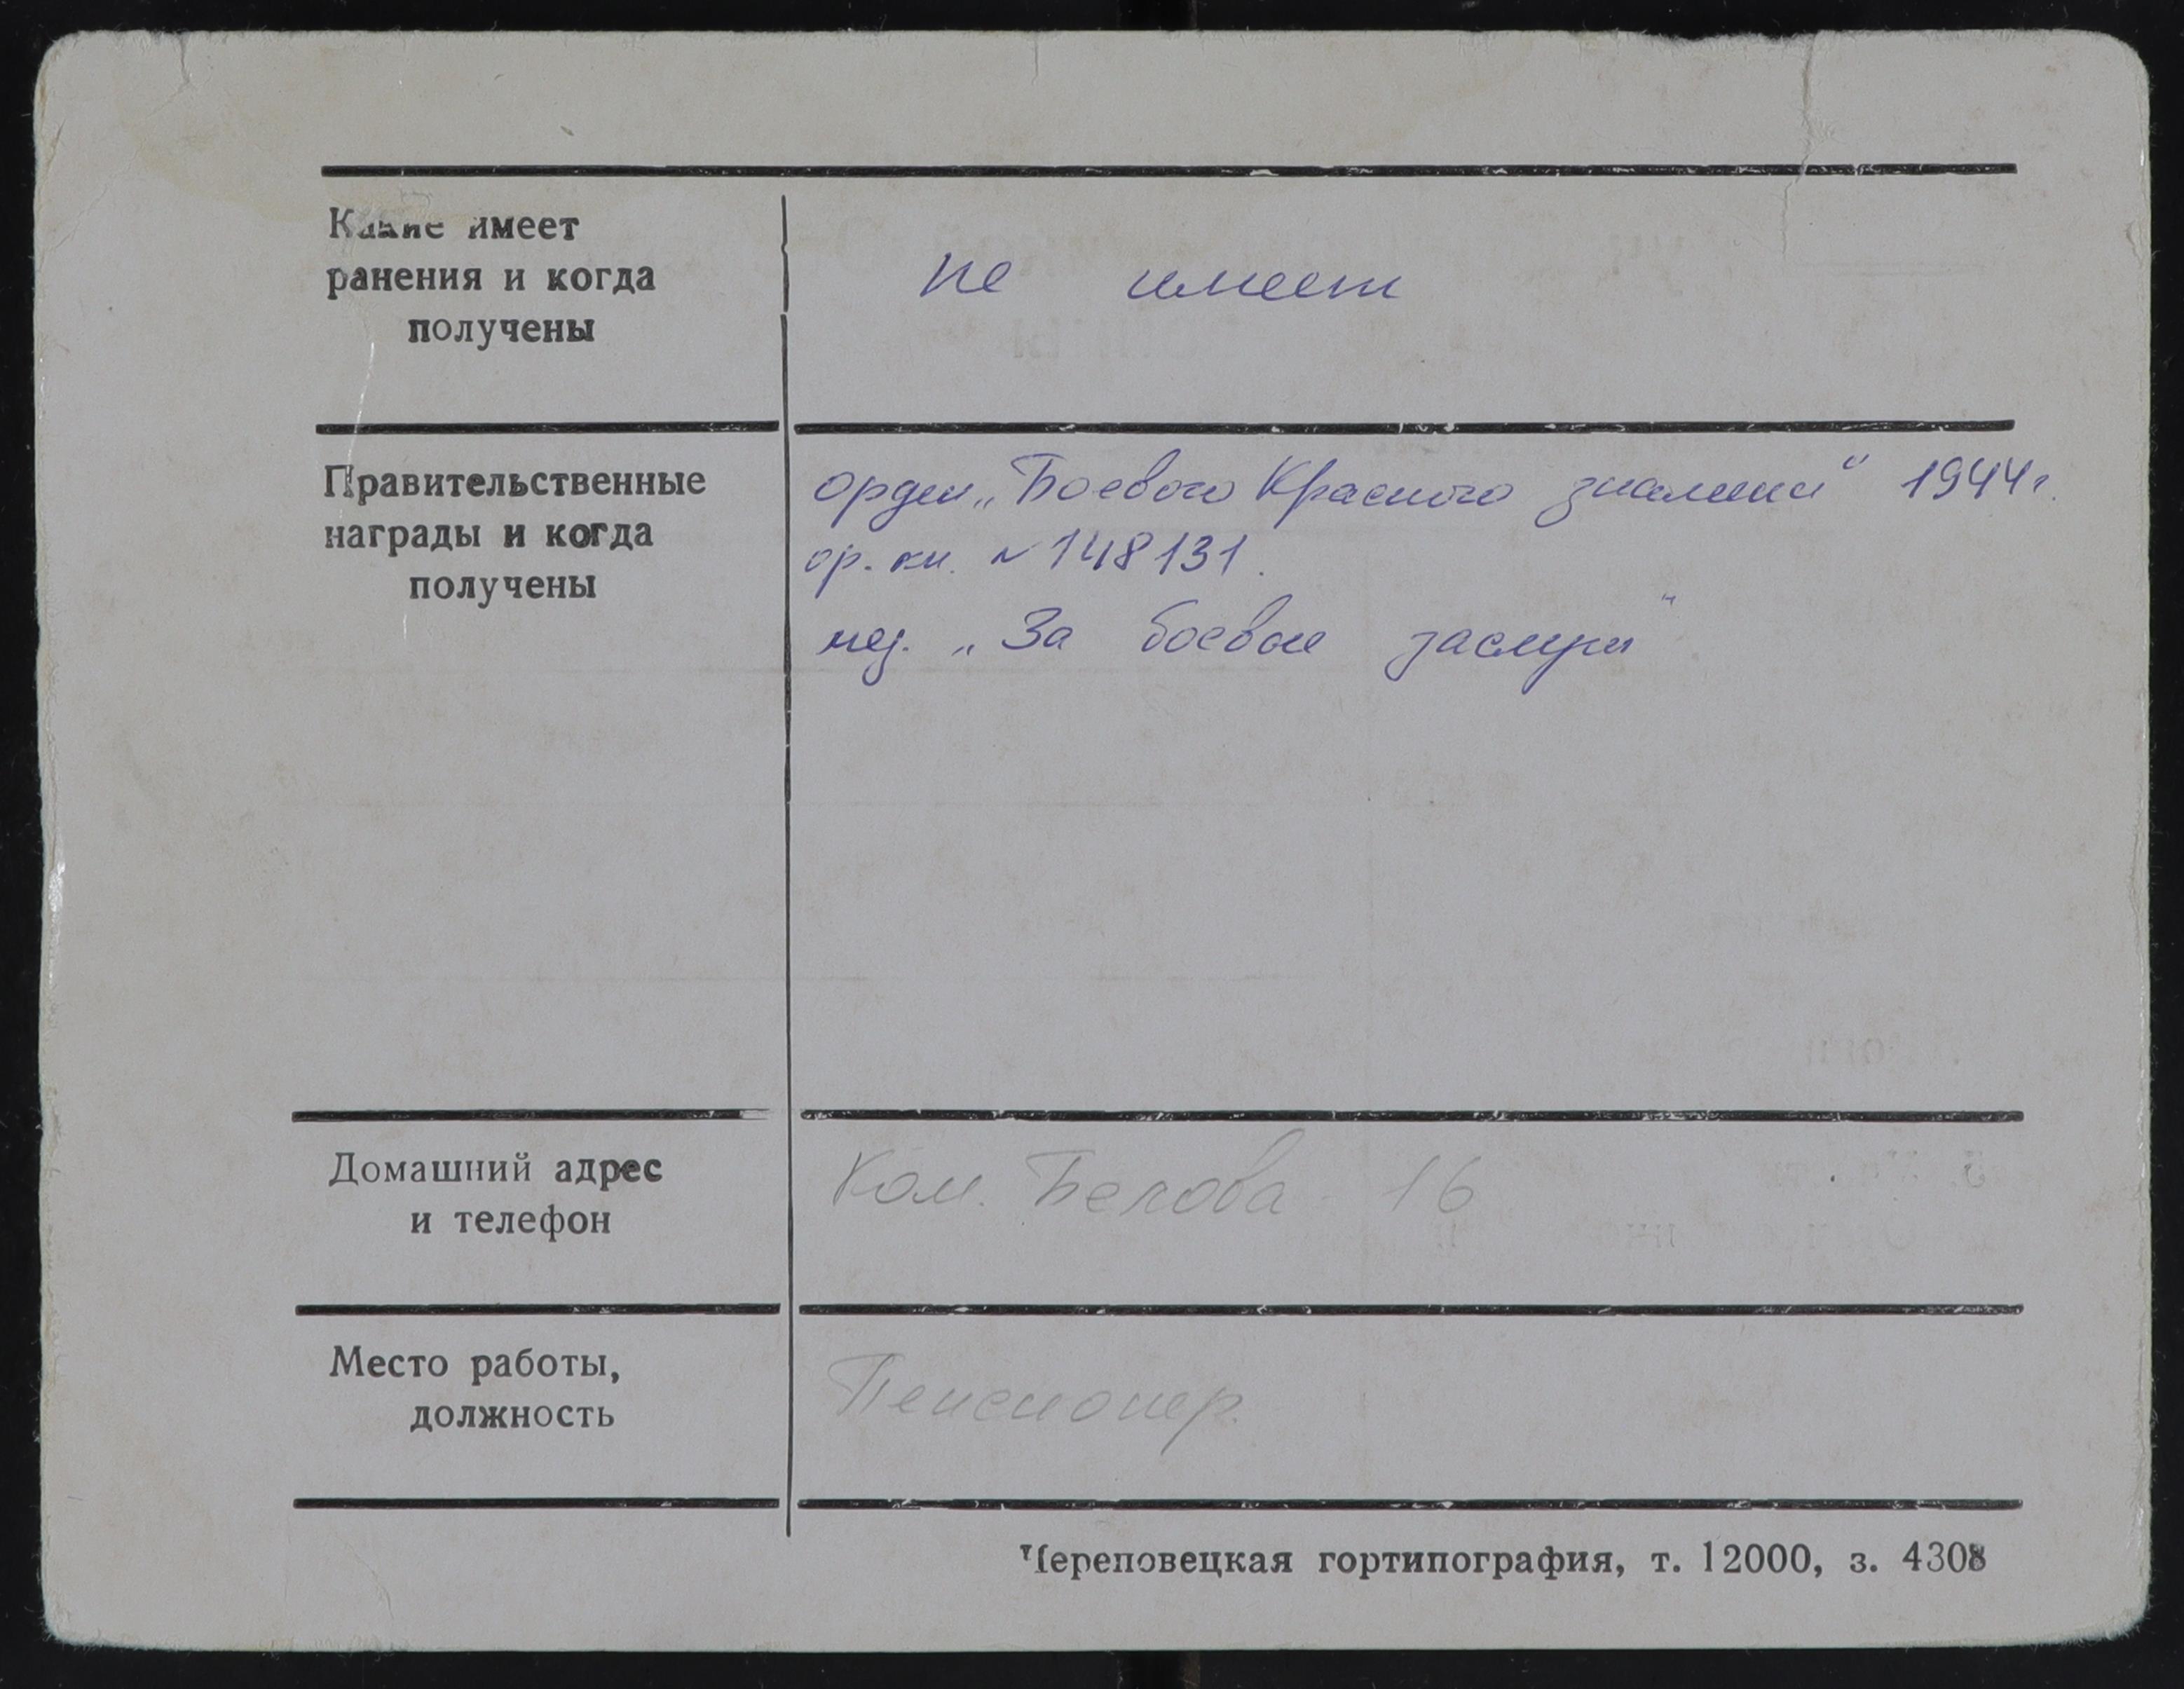 Какие имеет
ранения и когда
получены
не имеет
Правительственные
награды и когда
получены
орден „Боевого Красного знамени" 1944 г.
ор. кн. № 148131.
мед. „За боевые заслуги"
Домашний адрес
и телефон
Ком. Белова 16
Место работы,
должность
Пенсионер.
Череповецкая гортипография, т. 12000, з. 4308